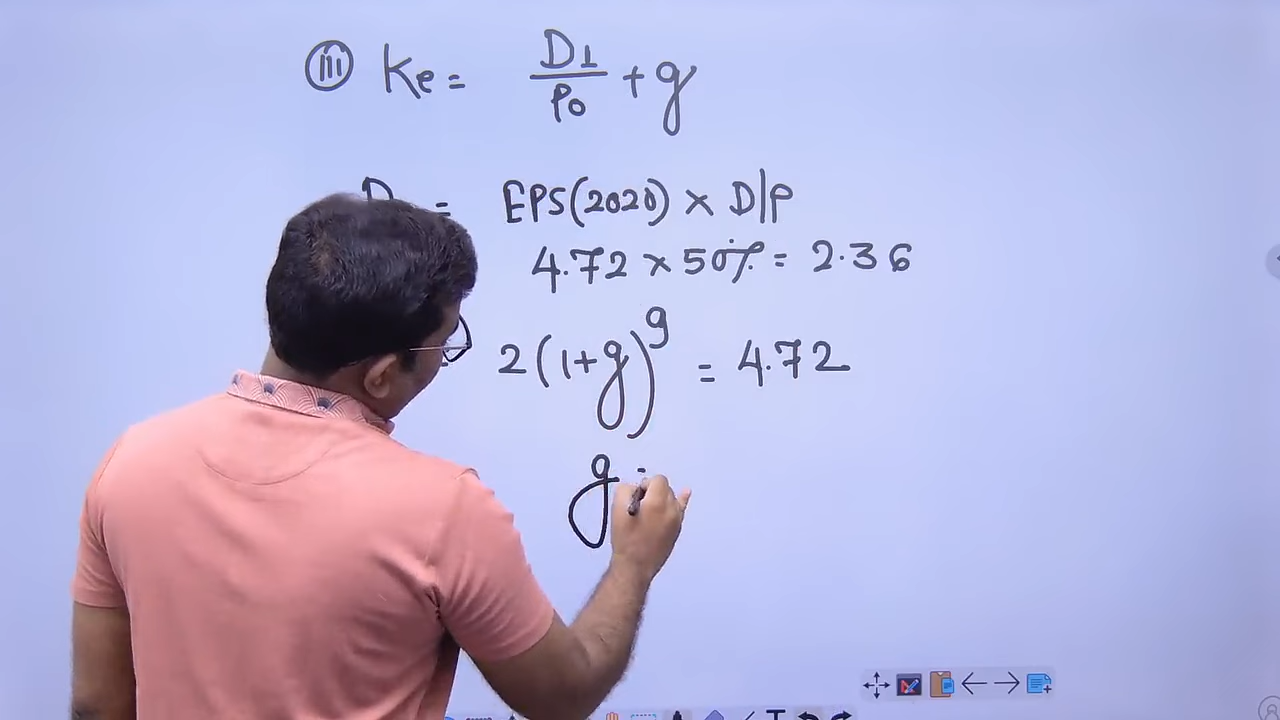 (III) Ke = D1/P0 + g
D = EPS(2020) × D/P
4.72 × 50% = 2.36
2(1+g)^9 = 4.72
g =